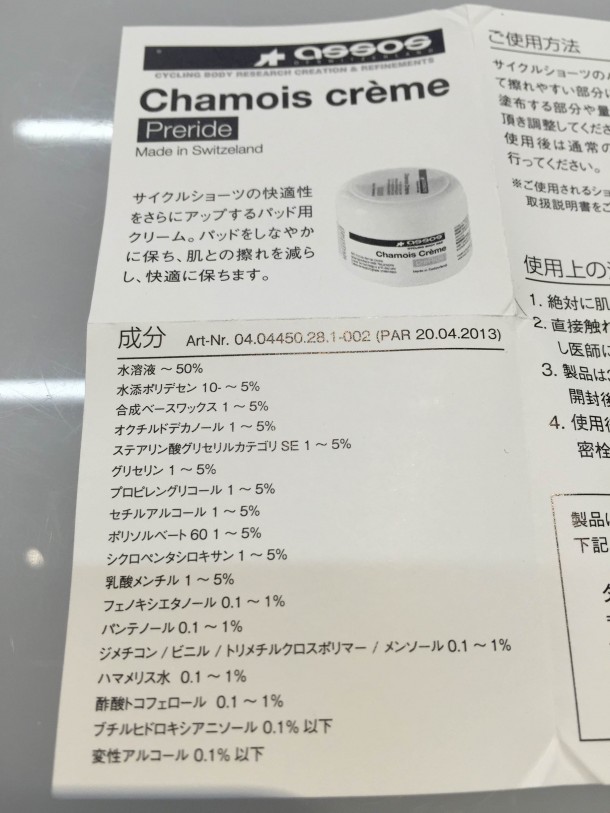 assos
CYCLING BODY RESEARCH CREATION & REFINEMENTS
Chamois crème
Preride
Made in Switzeland
サイクルショーツの快適性
をさらにアップするパッド用
クリーム。パッドをしなやか
に保ち、肌との擦れを減ら
し、快適に保ちます。
assos
Chamois Crème
成分 Art-Nr. 04.04450.28.1-002 (PAR 20.04.2013)
水溶液 ～50%
水添ポリデセン 10- ～ 5%
合成ベースワックス 1 ～ 5%
オクチルドデカノール 1 ～ 5%
ステアリン酸グリセリルカテゴリ SE 1 ～ 5%
グリセリン 1 ～ 5%
プロピレングリコール 1 ～ 5%
セチルアルコール 1 ～ 5%
ポリソルベート 60 1 ～ 5%
シクロペンタシロキサン 1 ～ 5%
乳酸メンチル 1 ～ 5%
フェノキシエタノール 0.1 ～ 1%
パンテノール 0.1 ～ 1%
ジメチコン / ビニル / トリメチルクロスポリマー / メンソール 0.1 ～ 1%
ハマメリス水 0.1 ～ 1%
酢酸トコフェロール 0.1 ～ 1%
ブチルヒドロキシアニソール 0.1% 以下
変性アルコール 0.1% 以下
ご使用方法
サイクルショーツの
て擦れやすい部分に
塗布する部分や量
頂き調整してくださ
使用後は通常の
行ってください。
※ご使用されるショ
取扱説明書をご
使用上の
1. 絶対に肌
2. 直接触れ
し医師に
3. 製品は
開封後
4. 使用後
密栓
製品に
下記